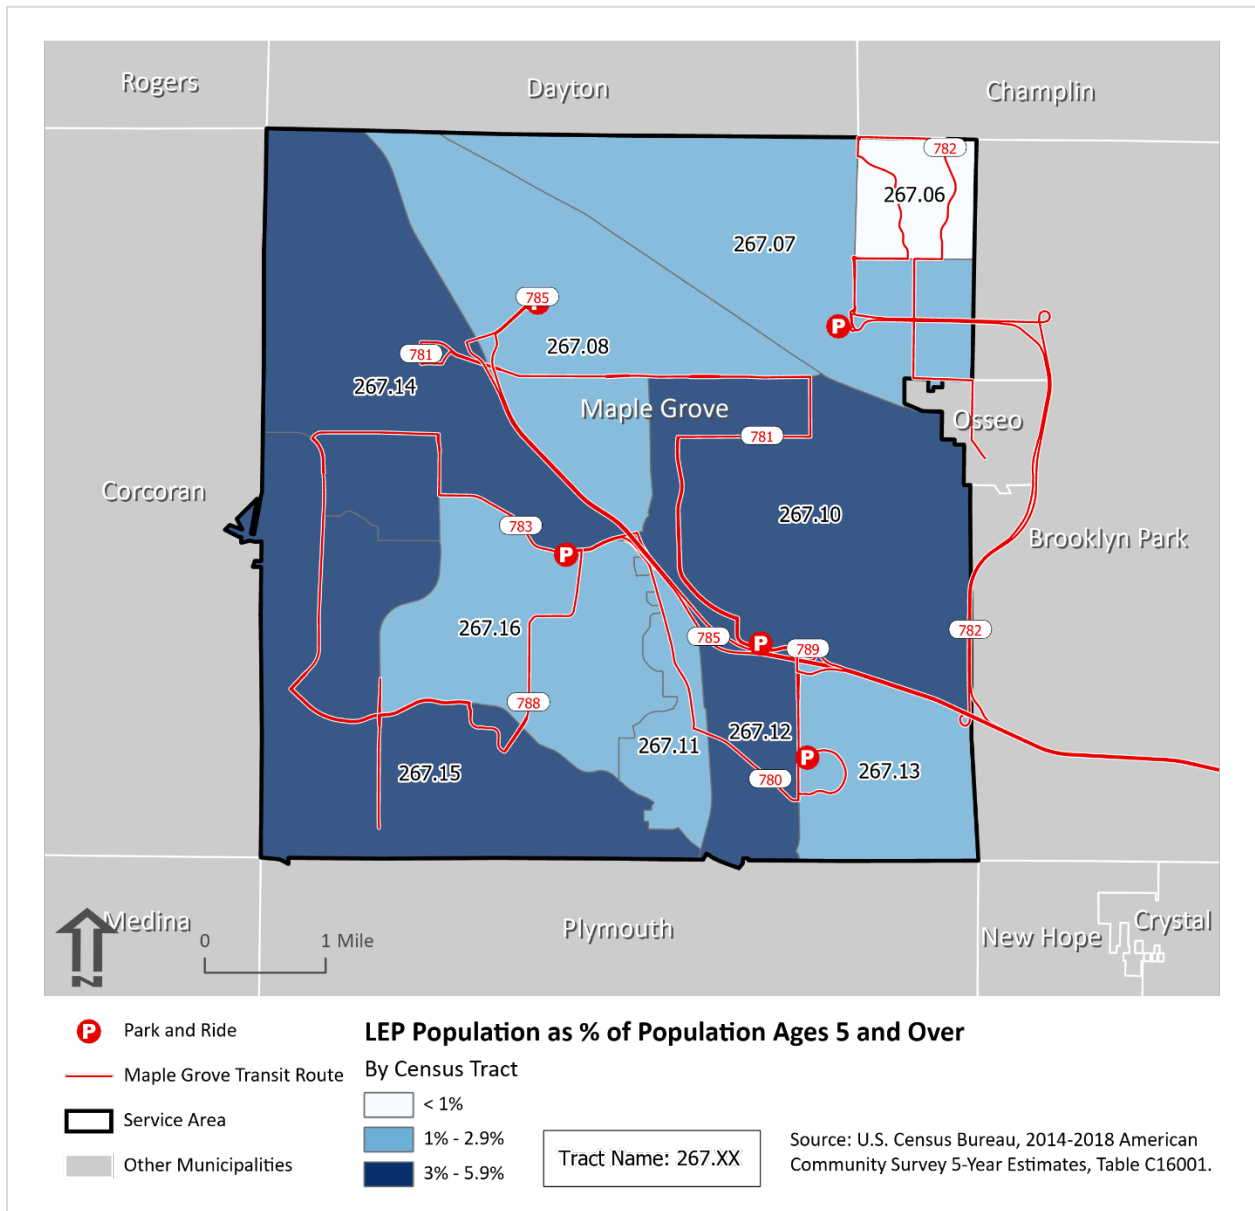 Rogers
Dayton
Champlin
782
267.06
267.07
785
267.08
781
267.14
Maple Grove
Osseo
781
Corcoran
267.10
783
Brooklyn Park
267.16
785
789
782
788
267.11
267.12
267.15
780
267.13
Medina
Plymouth
New Hope
Crystal
N
0 1 Mile
P Park and Ride
Maple Grove Transit Route
Service Area
Other Municipalities
LEP Population as % of Population Ages 5 and Over
By Census Tract
< 1%
1% - 2.9%
3% - 5.9%
Tract Name: 267.XX
Source: U.S. Census Bureau, 2014-2018 American
Community Survey 5-Year Estimates, Table C16001.